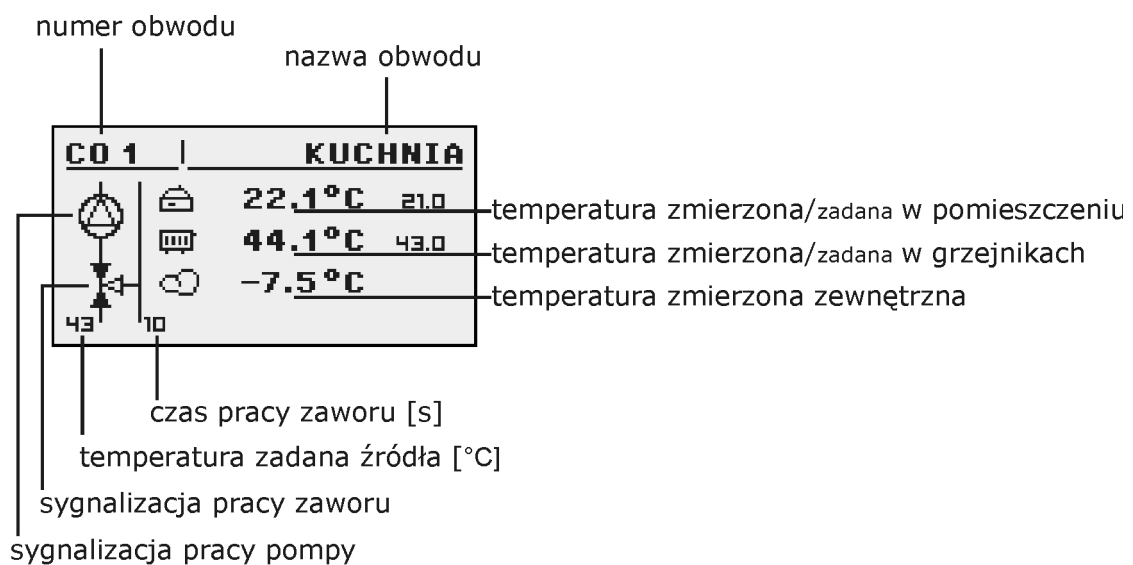 numer obwodu
nazwa obwodu
CO 1 KUCHNIA
22.1°C 21.0
temperatura zmierzona/zadana w pomieszczeniu
44.1°C 43.0
temperatura zmierzona/zadana w grzejnikach
-7.5°C
temperatura zmierzona zewnętrzna
43 10
czas pracy zaworu [s]
temperatura zadana źródła [°C]
sygnalizacja pracy zaworu
sygnalizacja pracy pompy